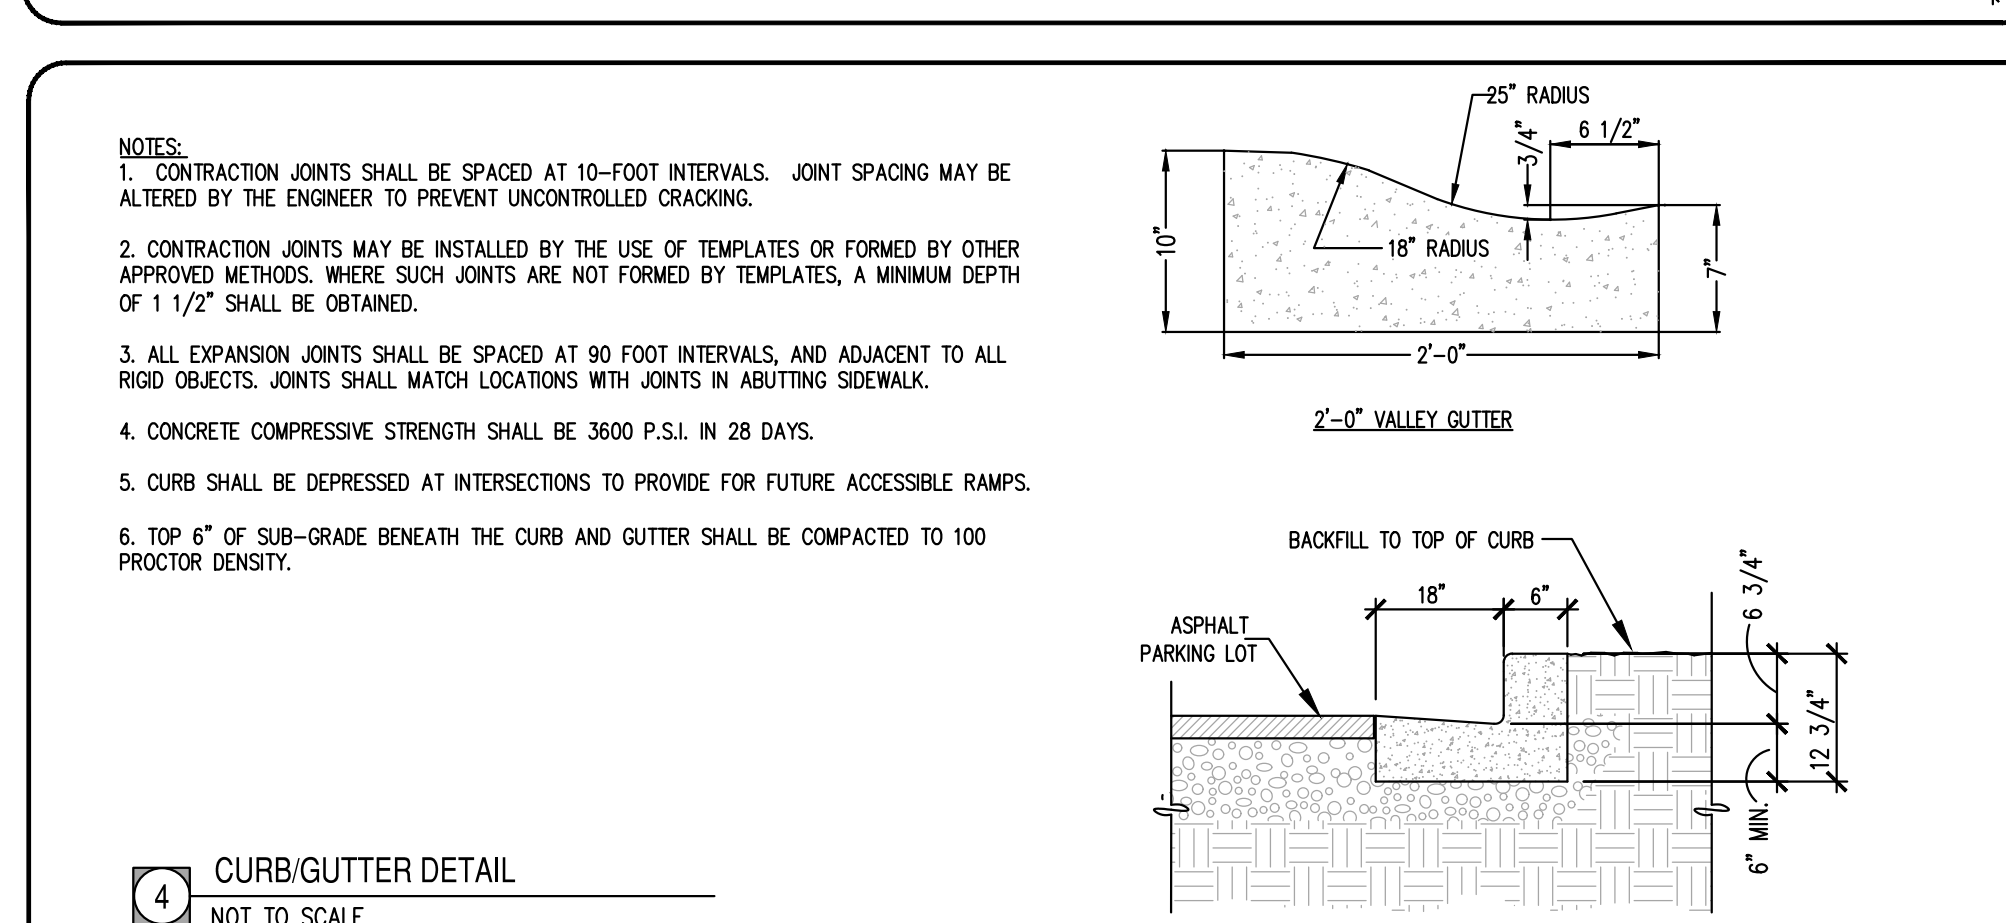 NOTES:
1. CONTRACTION JOINTS SHALL BE SPACED AT 10-FOOT INTERVALS. JOINT SPACING MAY BE
ALTERED BY THE ENGINEER TO PREVENT UNCONTROLLED CRACKING.
2. CONTRACTION JOINTS MAY BE INSTALLED BY THE USE OF TEMPLATES OR FORMED BY OTHER
APPROVED METHODS. WHERE SUCH JOINTS ARE NOT FORMED BY TEMPLATES, A MINIMUM DEPTH
OF 1 1/2" SHALL BE OBTAINED.
3. ALL EXPANSION JOINTS SHALL BE SPACED AT 90 FOOT INTERVALS, AND ADJACENT TO ALL
RIGID OBJECTS. JOINTS SHALL MATCH LOCATIONS WITH JOINTS IN ABUTTING SIDEWALK.
4. CONCRETE COMPRESSIVE STRENGTH SHALL BE 3600 P.S.I. IN 28 DAYS.
5. CURB SHALL BE DEPRESSED AT INTERSECTIONS TO PROVIDE FOR FUTURE ACCESSIBLE RAMPS.
6. TOP 6" OF SUB-GRADE BENEATH THE CURB AND GUTTER SHALL BE COMPACTED TO 100
PROCTOR DENSITY.
25" RADIUS
3/4"
6 1/2"
10"
18" RADIUS
7"
2'-0"
2'-0" VALLEY GUTTER
BACKFILL TO TOP OF CURB
18"
6"
6 3/4"
ASPHALT
PARKING LOT
12 3/4"
6" MIN.
4
CURB/GUTTER DETAIL
NOT TO SCALE